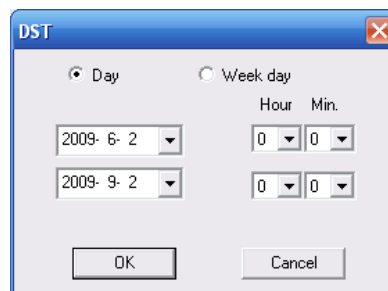 DST
Day Week day
Hour Min.
2009- 6- 2 0 0
2009- 9- 2 0 0
OK Cancel